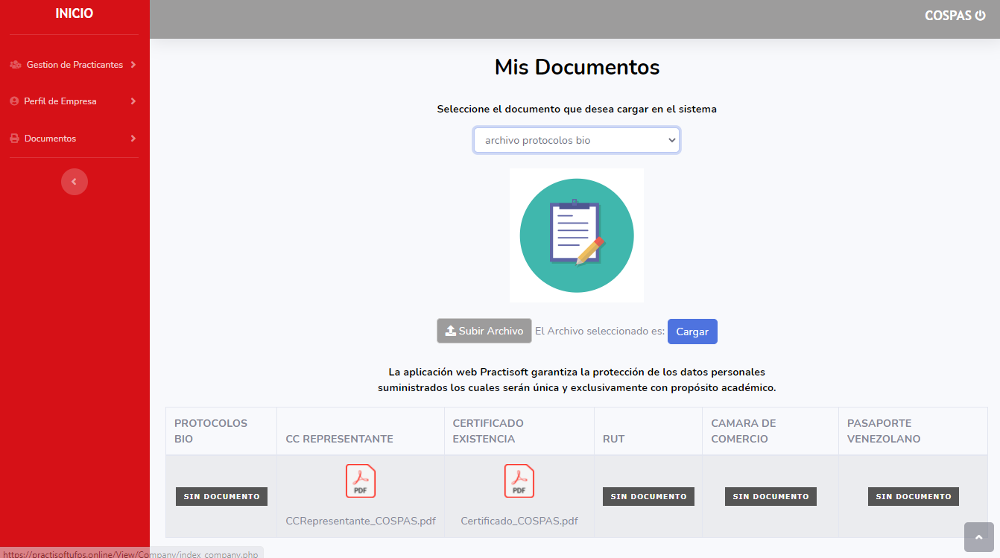 INICIO
COSPAS
Gestion de Practicantes
Perfil de Empresa
Documentos
Mis Documentos
Seleccione el documento que desea cargar en el sistema
archivo protocolos bio
Subir Archivo El Archivo seleccionado es: Cargar
La aplicación web Practisoft garantiza la protección de los datos personales
suministrados los cuales serán única y exclusivamente con propósito académico.
PROTOCOLOS
BIO
CC REPRESENTANTE
CERTIFICADO
EXISTENCIA
RUT
CAMARA DE
COMERCIO
PASAPORTE
VENEZOLANO
SIN DOCUMENTO
PDF
CCRepresentante_COSPAS.pdf
PDF
Certificado_COSPAS.pdf
SIN DOCUMENTO
SIN DOCUMENTO
SIN DOCUMENTO
https://practisoftufps.online/View/Company/index_company.php